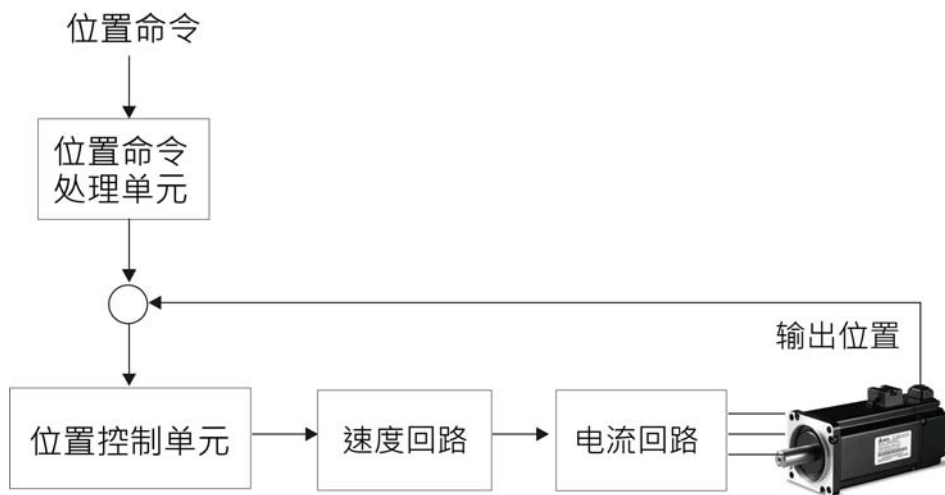 位置命令
位置命令
处理单元
输出位置
位置控制单元
速度回路
电流回路